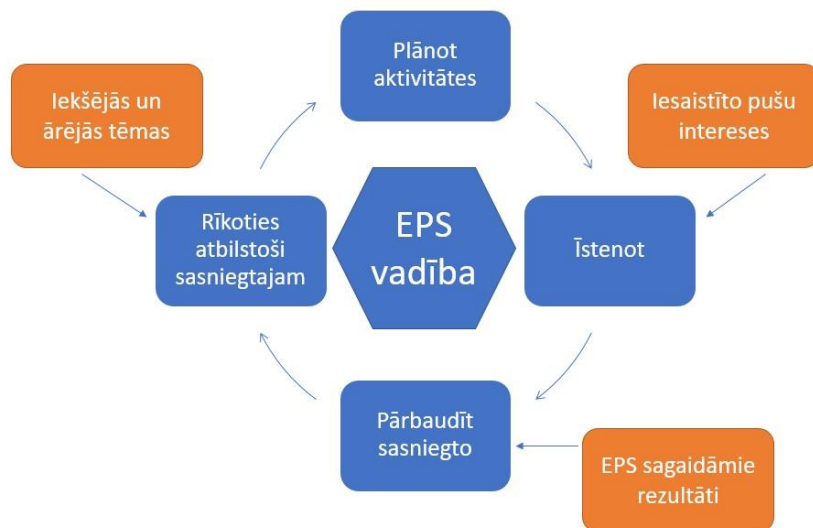 Plānot
aktivitātes
Iekšējās un
ārējās tēmas
Iesaistīto pušu
intereses
Rīkoties
atbilstoši
sasniegtajam
EPS
vadība
Īstenot
Pārbaudīt
sasniegto
EPS sagaidāmie
rezultāti